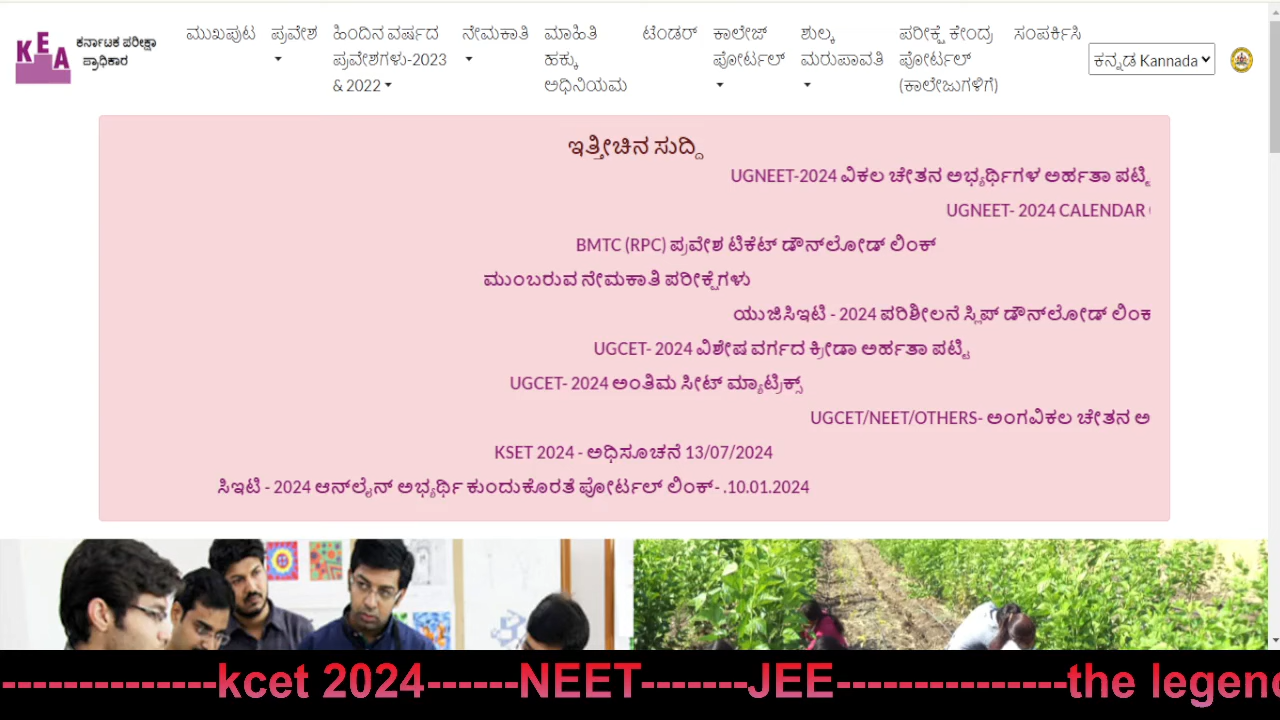 KEA
ಕರ್ನಾಟಕ ಪರೀಕ್ಷಾ
ಪ್ರಾಧಿಕಾರ
ಮುಖಪುಟ
ಪ್ರವೇಶ
ಹಿಂದಿನ ವರ್ಷದ
ಪ್ರವೇಶಗಳು-2023
& 2022
ನೇಮಕಾತಿ
ಮಾಹಿತಿ
ಹಕ್ಕು
ಅಧಿನಿಯಮ
ಟೆಂಡರ್
ಕಾಲೇಜ್
ಪೋರ್ಟಲ್
ಶುಲ್ಕ
ಮರುಪಾವತಿ
ಪರೀಕ್ಷೆ ಕೇಂದ್ರ
ಪೋರ್ಟಲ್
(ಕಾಲೇಜುಗಳಿಗೆ)
ಸಂಪರ್ಕಿಸಿ
ಕನ್ನಡ Kannada
ಇತ್ತೀಚಿನ ಸುದ್ದಿ
UGNEET-2024 ವಿಕಲ ಚೇತನ ಅಭ್ಯರ್ಥಿಗಳ ಅರ್ಹತಾ ಪಟ್ಟಿ
UGNEET- 2024 CALENDAR
BMTC (RPC) ಪ್ರವೇಶ ಟಿಕೆಟ್ ಡೌನ್‌ಲೋಡ್ ಲಿಂಕ್
ಮುಂಬರುವ ನೇಮಕಾತಿ ಪರೀಕ್ಷೆಗಳು
ಯುಜಿಸಿಇಟಿ - 2024 ಪರಿಶೀಲನೆ ಸ್ಲಿಪ್ ಡೌನ್‌ಲೋಡ್ ಲಿಂಕ
UGCET- 2024 ವಿಶೇಷ ವರ್ಗದ ಕ್ರೀಡಾ ಅರ್ಹತಾ ಪಟ್ಟಿ
UGCET- 2024 ಅಂತಿಮ ಸೀಟ್ ಮ್ಯಾಟ್ರಿಕ್ಸ್
UGCET/NEET/OTHERS- ಅಂಗವಿಕಲ ಚೇತನ ಅ
KSET 2024 - ಅಧಿಸೂಚನೆ 13/07/2024
ಸಿಇಟಿ - 2024 ಆನ್‌ಲೈನ್ ಅಭ್ಯರ್ಥಿ ಕುಂದುಕೊರತೆ ಪೋರ್ಟಲ್ ಲಿಂಕ್- .10.01.2024
--------------kcet 2024------NEET-------JEE---------------the legend